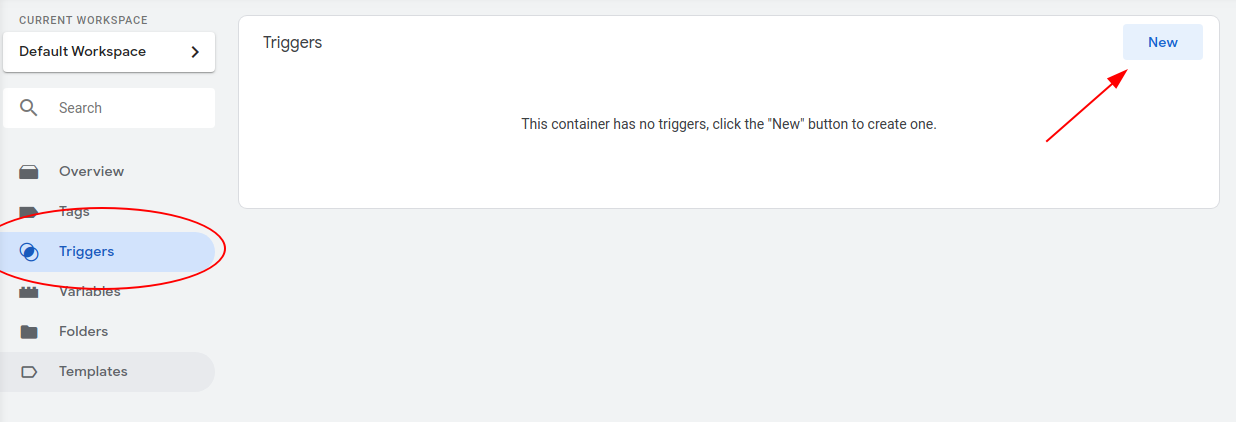 CURRENT WORKSPACE
Default Workspace
Search
Overview
Tags
Triggers
Variables
Folders
Templates
Triggers
New
This container has no triggers, click the "New" button to create one.